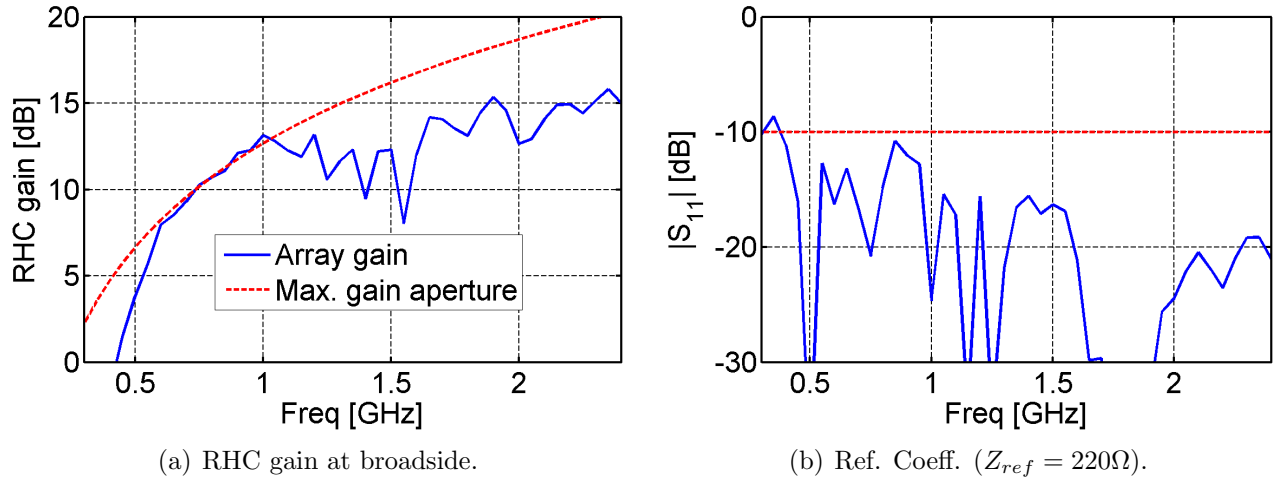 20
15
10
5
0
RHC gain [dB]
Array gain
Max. gain aperture
0.5 1 1.5 2
Freq [GHz]
(a) RHC gain at broadside.
0
-10
-20
-30
|S11| [dB]
0.5 1 1.5 2
Freq [GHz]
(b) Ref. Coeff. (Zref = 220Ω).